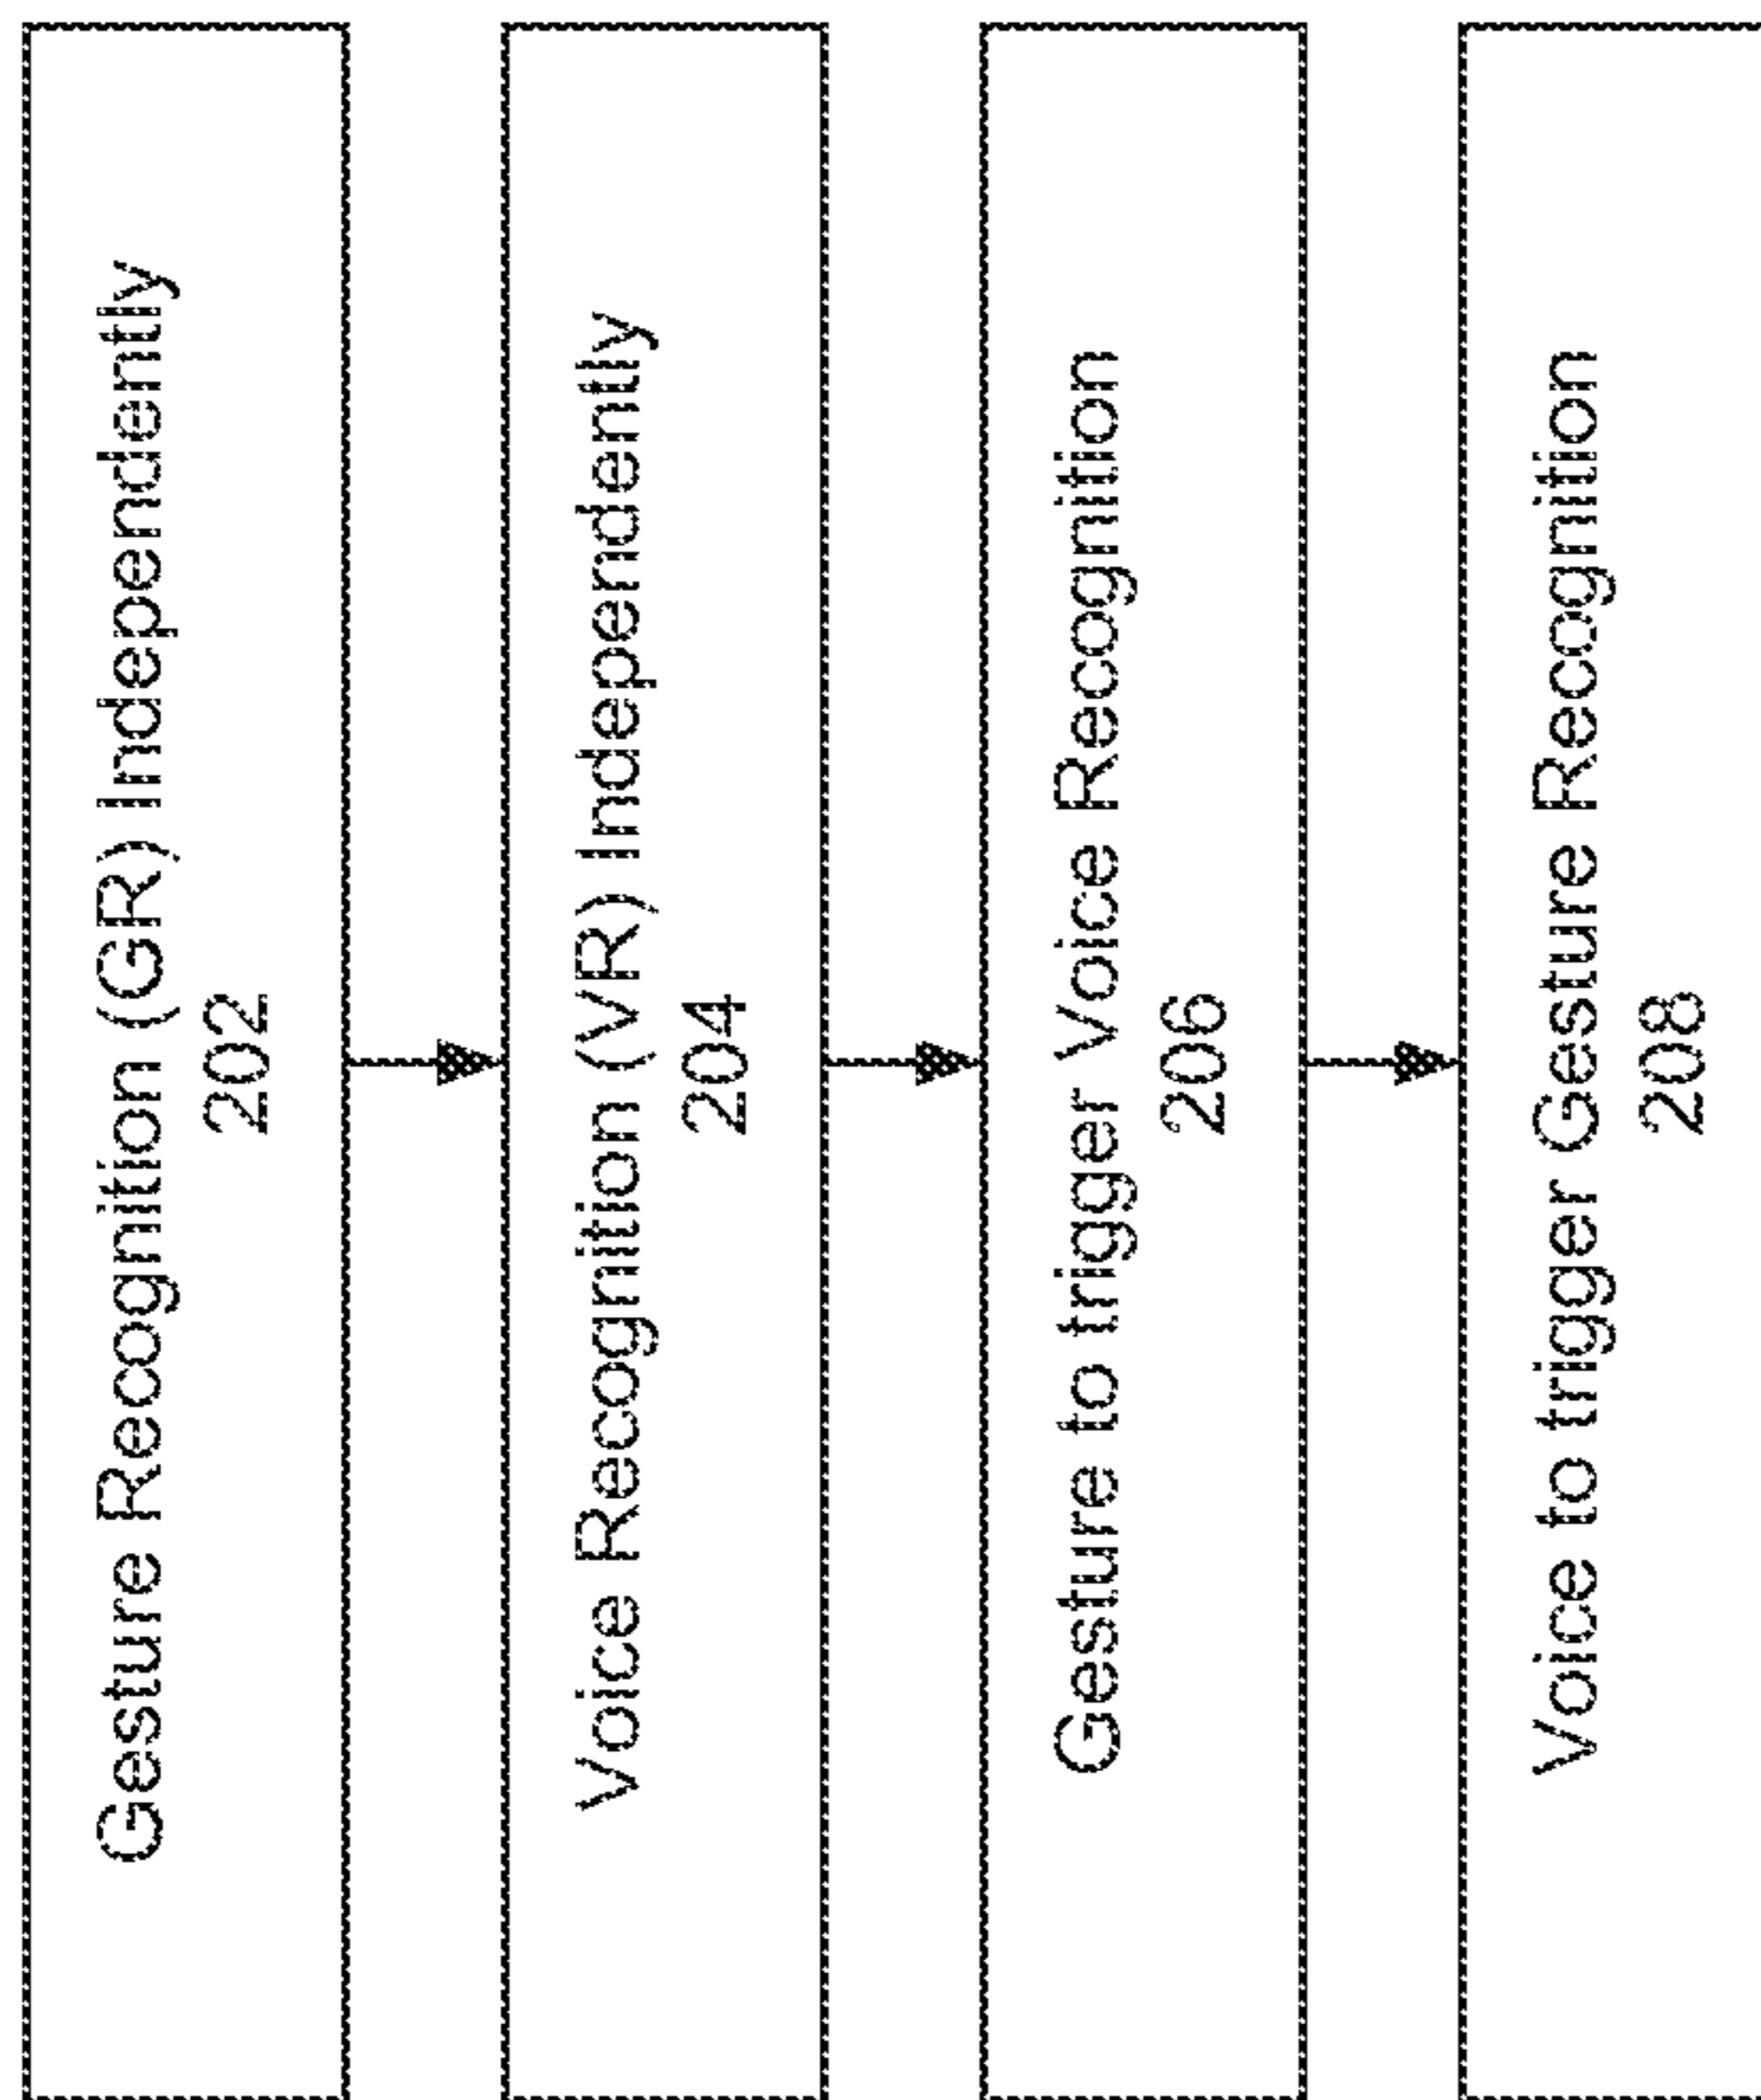 Gesture Recognition (GR) Independently
202
Voice Recognition (VR) Independently
204
Gesture to trigger Voice Recognition
206
Voice to trigger Gesture Recognition
208